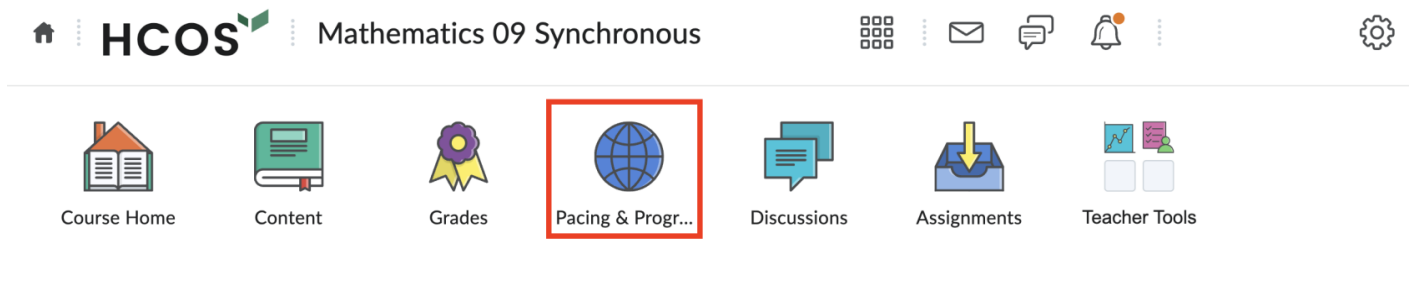 HCOS Mathematics 09 Synchronous
Course Home Content Grades Pacing & Progr... Discussions Assignments Teacher Tools